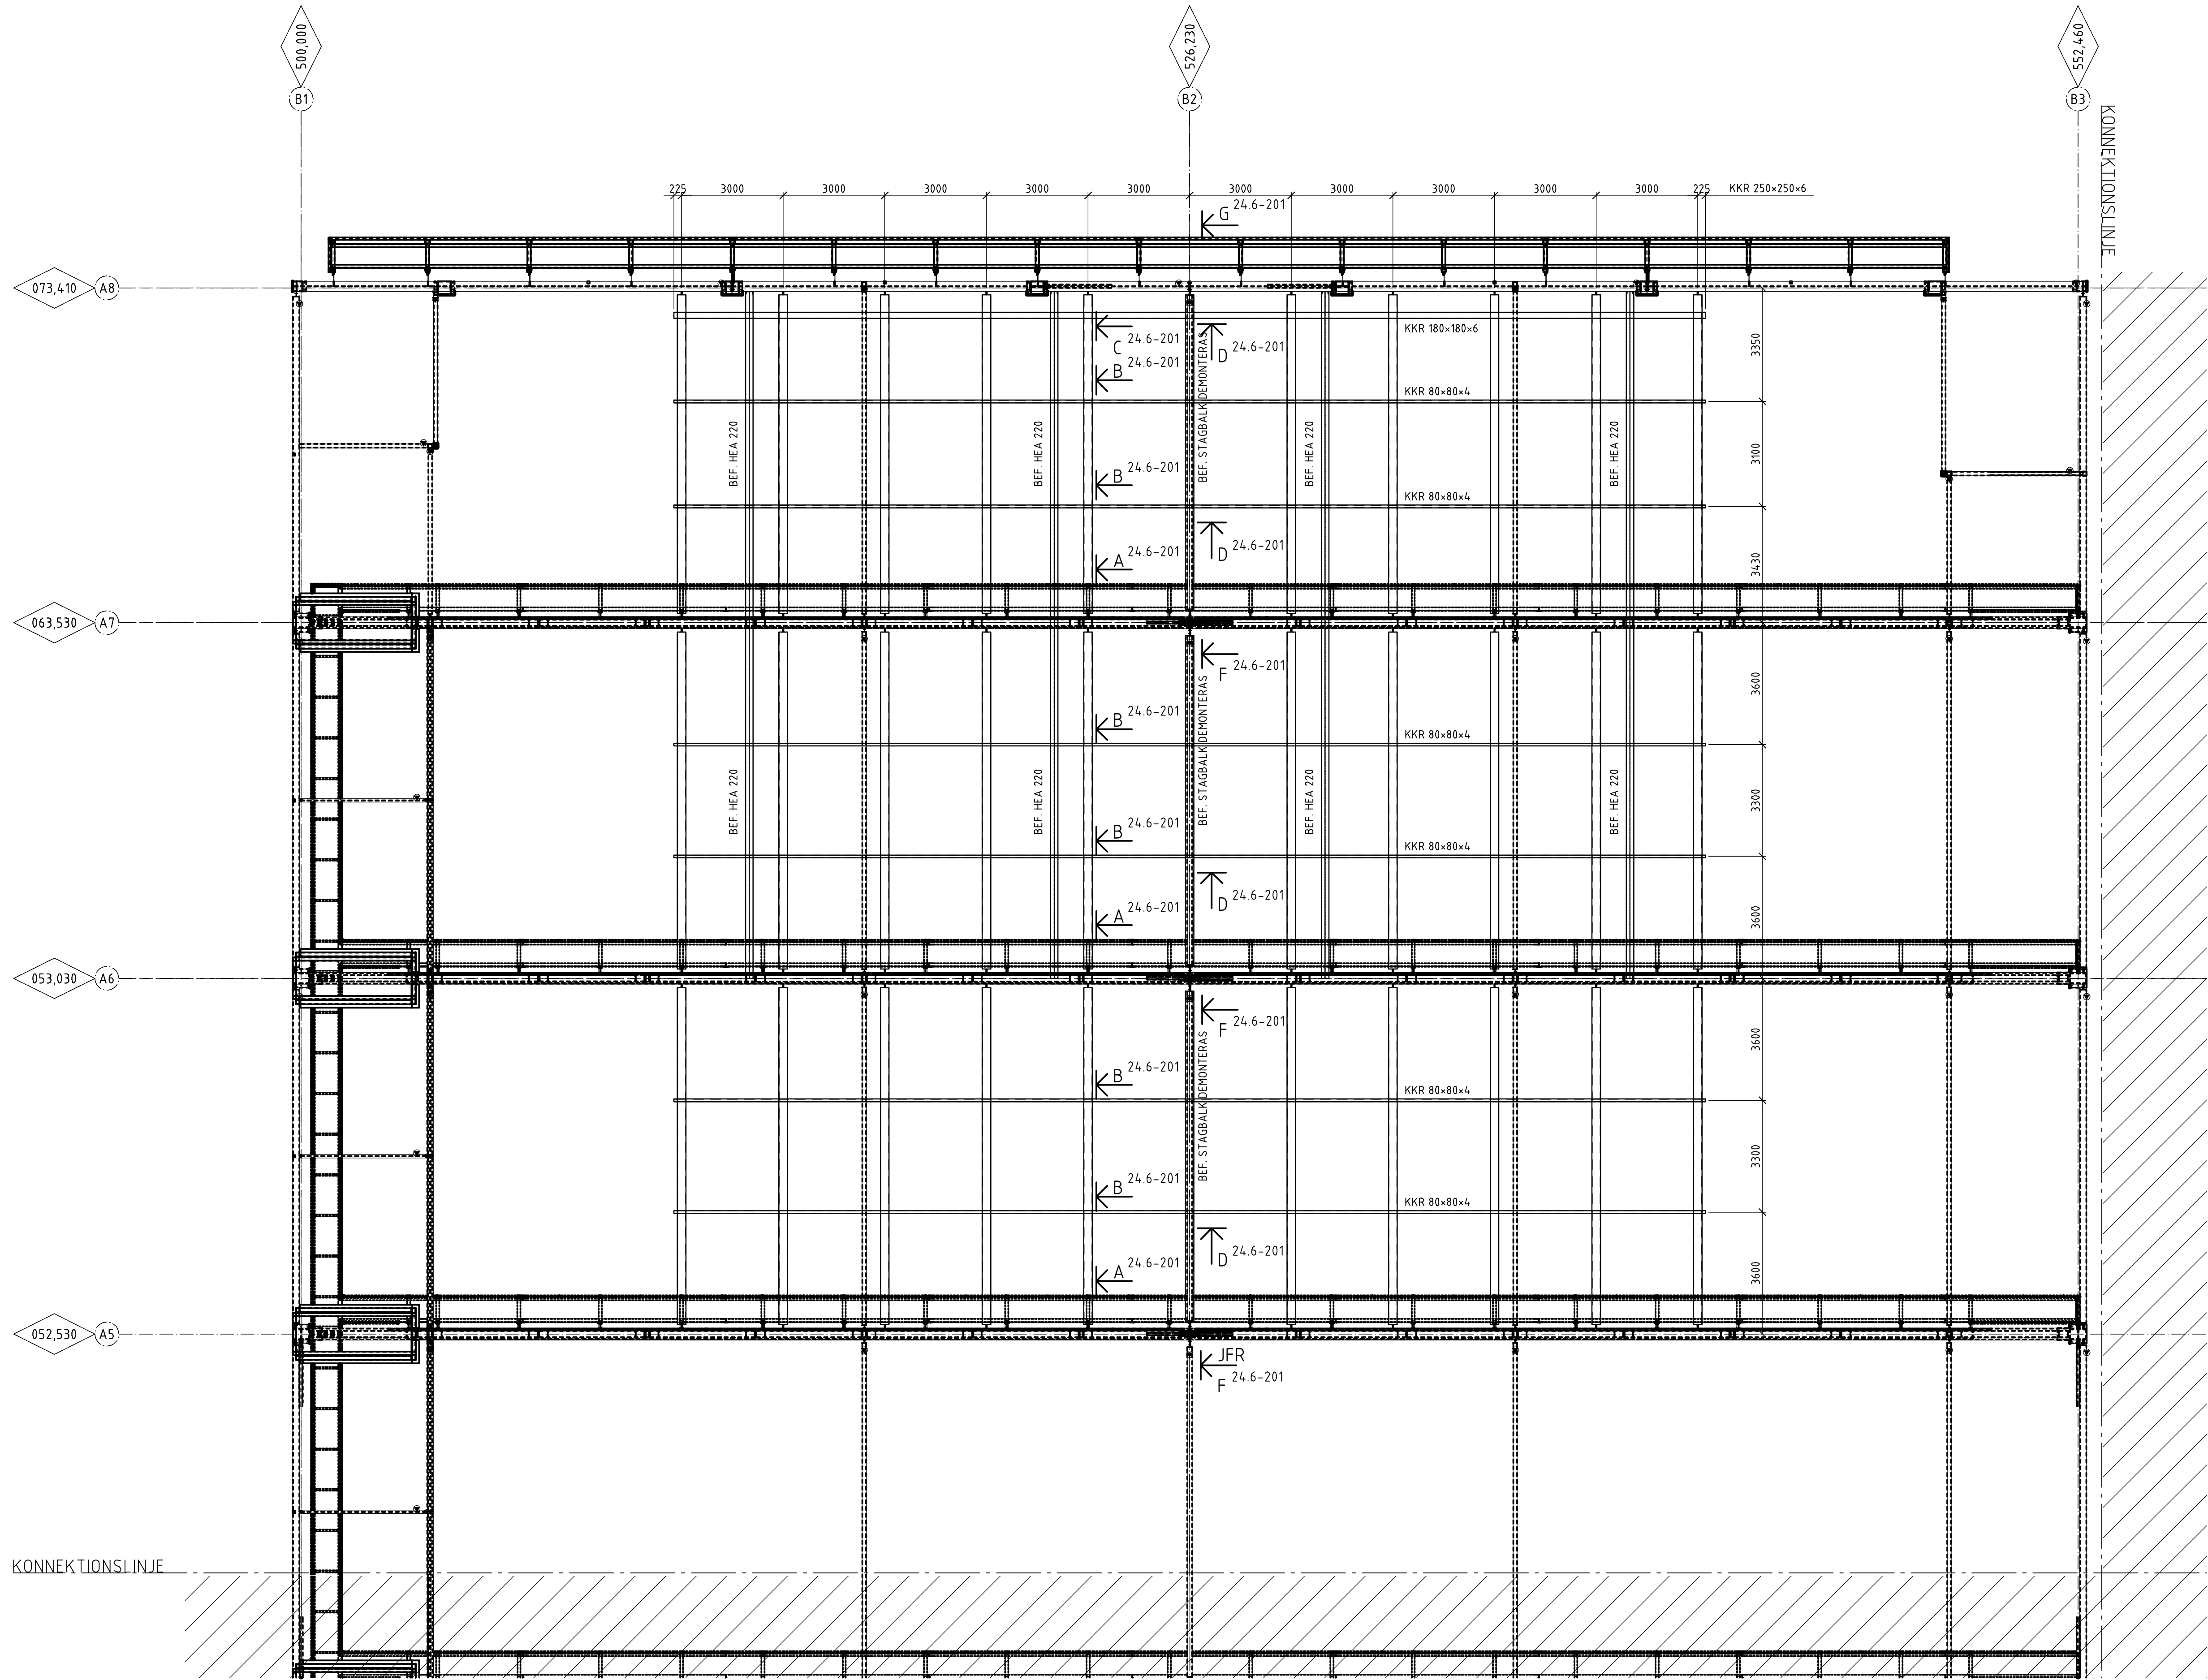 500,000
526,230
552,460
B1
B2
B3
KONNEKTIONSLINJE
225 3000 3000 3000 3000 3000 3000 3000 3000 3000 3000 225 KKR 250×250×6
G 24.6-201
073,410 A8
KKR 180×180×6
C 24.6-201
D 24.6-201
B 24.6-201
3350
BEF. STAGBALK DEMONTERAS
KKR 80×80×4
BEF. HEA 220
BEF. HEA 220
BEF. HEA 220
BEF. HEA 220
3100
B 24.6-201
KKR 80×80×4
D 24.6-201
A 24.6-201
3430
063,530 A7
F 24.6-201
3600
BEF. STAGBALK DEMONTERAS
B 24.6-201
KKR 80×80×4
BEF. HEA 220
BEF. HEA 220
BEF. HEA 220
BEF. HEA 220
3300
B 24.6-201
KKR 80×80×4
D 24.6-201
A 24.6-201
3600
053,030 A6
F 24.6-201
3600
BEF. STAGBALK DEMONTERAS
B 24.6-201
KKR 80×80×4
3300
B 24.6-201
KKR 80×80×4
D 24.6-201
A 24.6-201
3600
052,530 A5
JFR
F 24.6-201
KONNEKTIONSLINJE